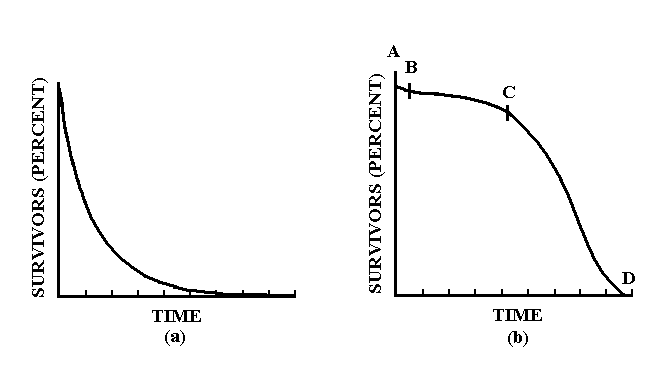 SURVIVORS (PERCENT)
TIME
(a)
A
B
C
D
SURVIVORS (PERCENT)
TIME
(b)